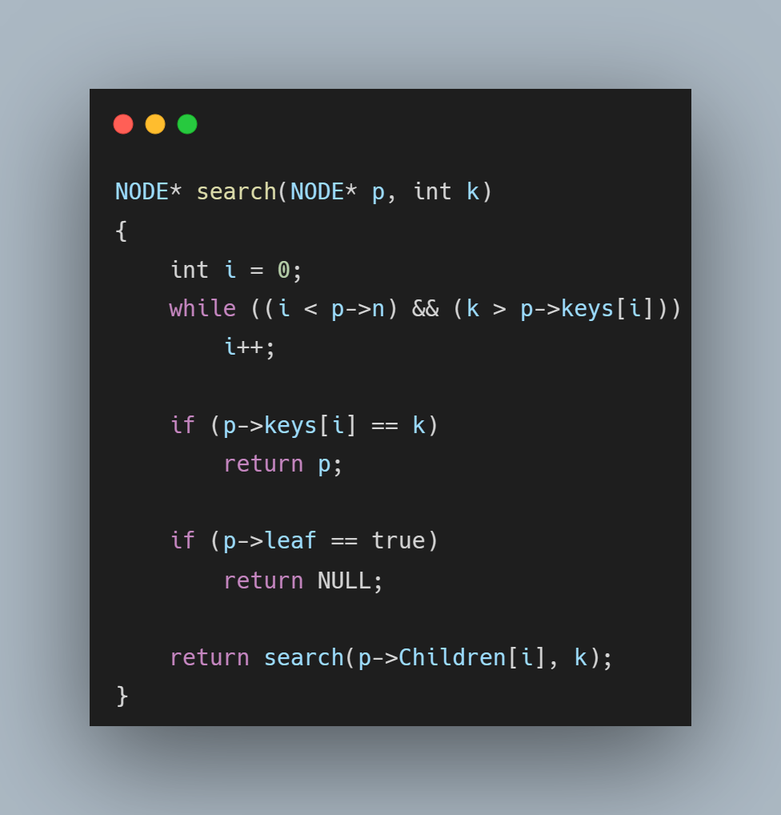 NODE* search(NODE* p, int k)
{
    int i = 0;
    while ((i < p->n) && (k > p->keys[i]))
        i++;

    if (p->keys[i] == k)
        return p;

    if (p->leaf == true)
        return NULL;

    return search(p->Children[i], k);
}